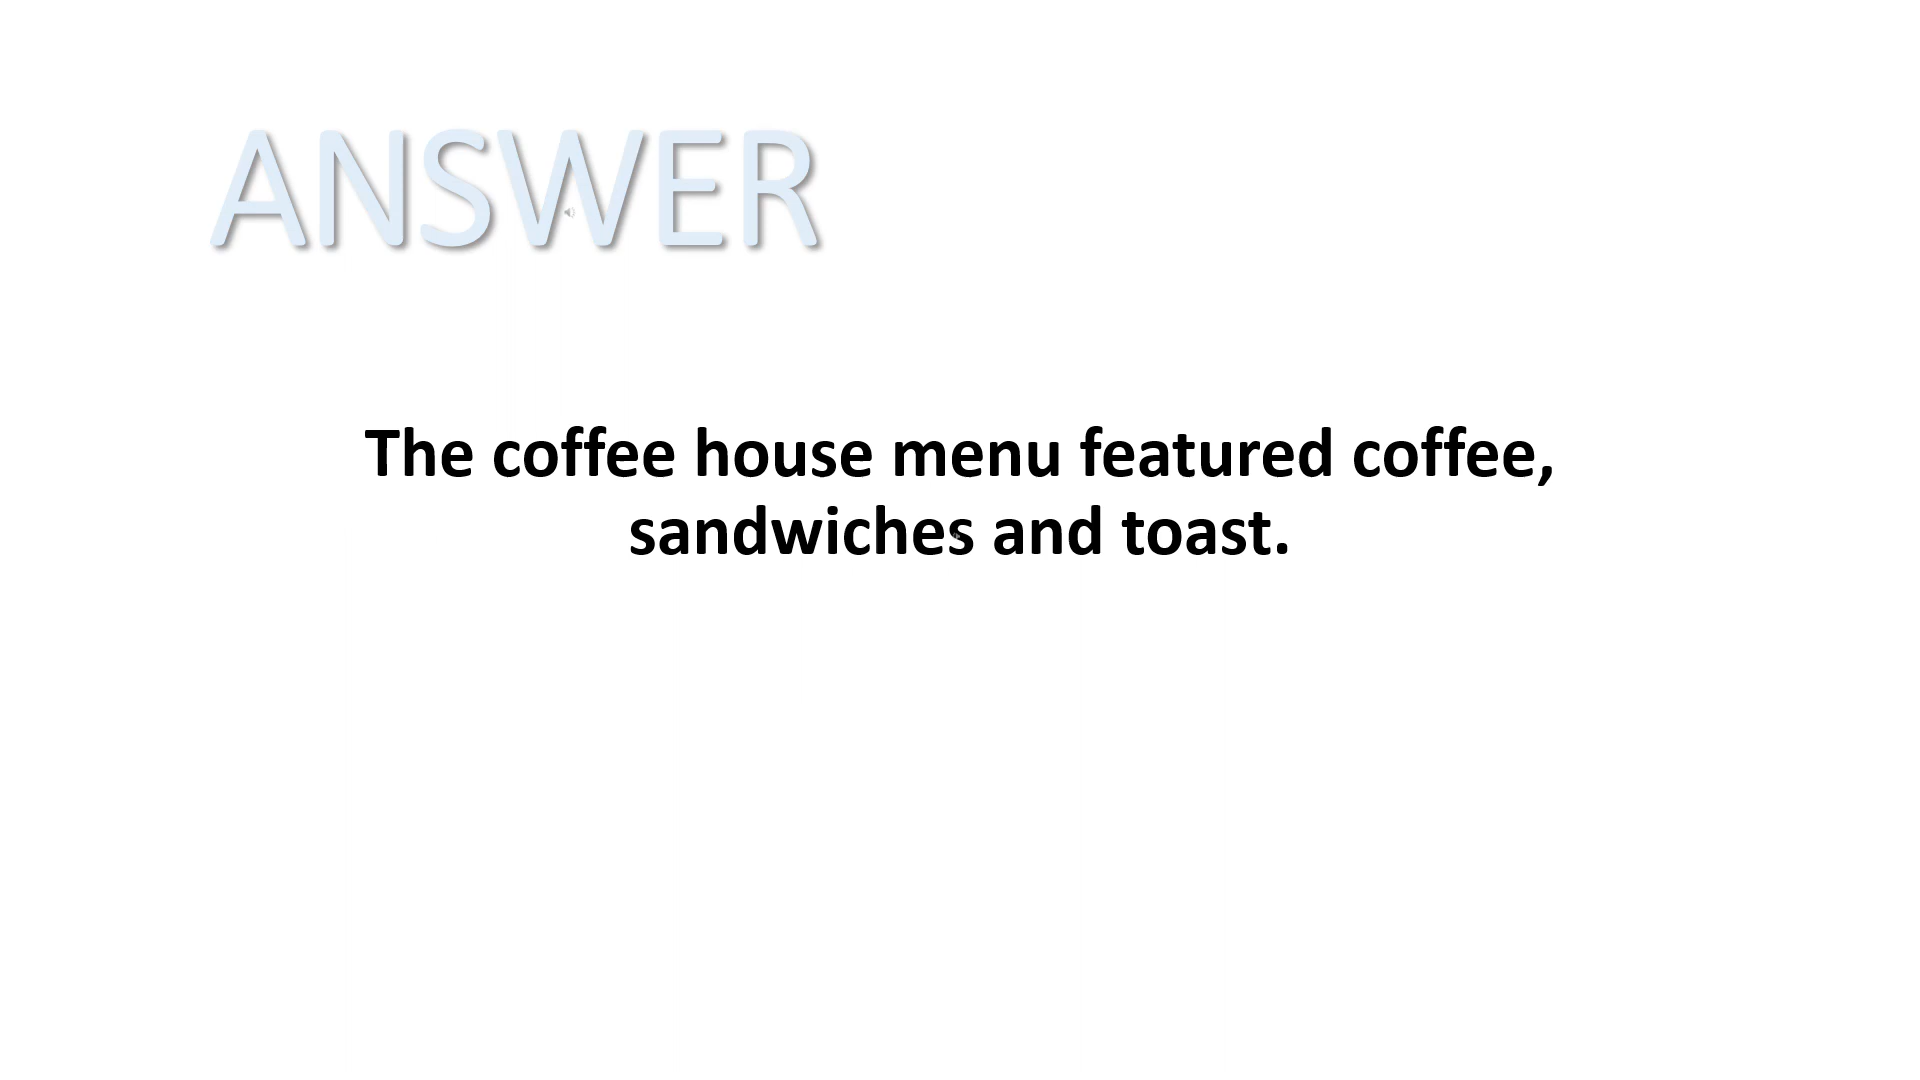 ANSWER
The coffee house menu featured coffee,
sandwiches and toast.